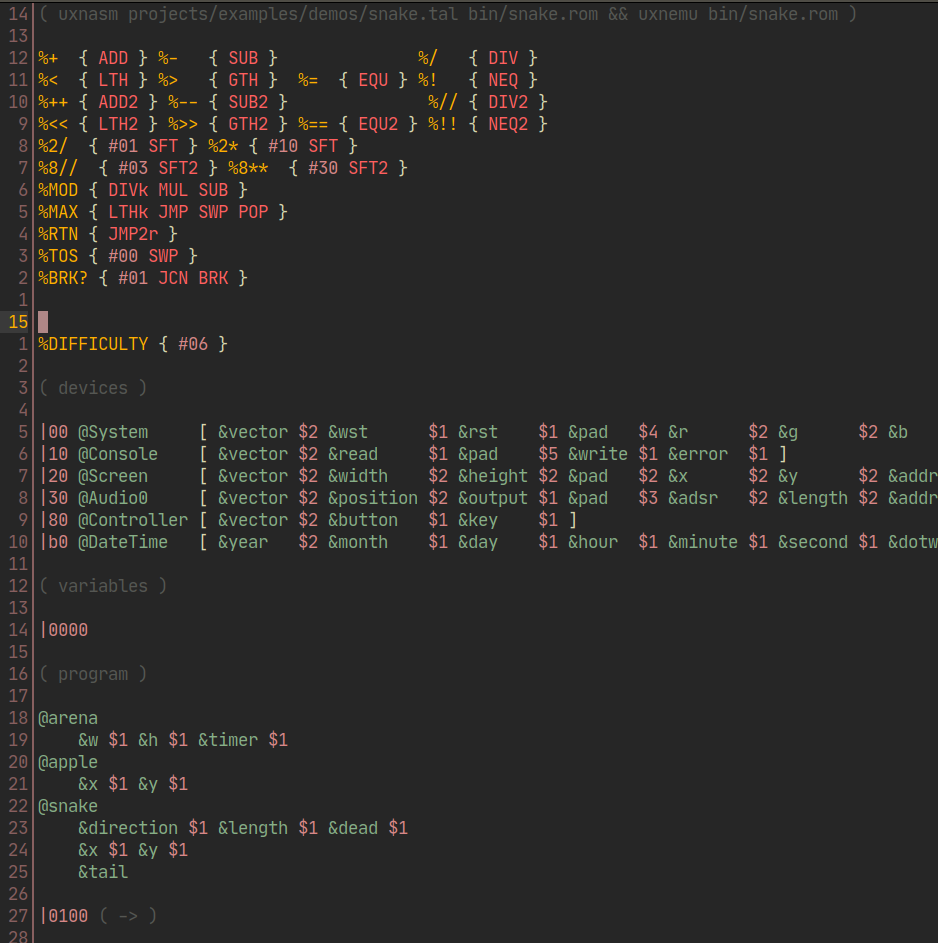 14 ( uxnasm projects/examples/demos/snake.tal bin/snake.rom && uxnemu bin/snake.rom )
13
12 %+  { ADD } %-   { SUB }              %/   { DIV }
11 %<  { LTH } %>   { GTH }  %=  { EQU } %!   { NEQ }
10 %++ { ADD2 } %-- { SUB2 }              %// { DIV2 }
9 %<< { LTH2 } %>> { GTH2 } %== { EQU2 } %!! { NEQ2 }
8 %2/  { #01 SFT } %2* { #10 SFT }
7 %8//  { #03 SFT2 } %8**  { #30 SFT2 }
6 %MOD { DIVk MUL SUB }
5 %MAX { LTHk JMP SWP POP }
4 %RTN { JMP2r }
3 %TOS { #00 SWP }
2 %BRK? { #01 JCN BRK }
1
15
1 %DIFFICULTY { #06 }
2
3 ( devices )
4
5 |00 @System     [ &vector $2 &wst      $1 &rst    $1 &pad   $4 &r      $2 &g      $2 &b
6 |10 @Console    [ &vector $2 &read     $1 &pad    $5 &write $1 &error  $1 ]
7 |20 @Screen     [ &vector $2 &width    $2 &height $2 &pad   $2 &x      $2 &y      $2 &addr
8 |30 @Audio0     [ &vector $2 &position $2 &output $1 &pad   $3 &adsr   $2 &length $2 &addr
9 |80 @Controller [ &vector $2 &button   $1 &key    $1 ]
10 |b0 @DateTime   [ &year   $2 &month    $1 &day    $1 &hour  $1 &minute $1 &second $1 &dotw
11
12 ( variables )
13
14 |0000
15
16 ( program )
17
18 @arena
19     &w $1 &h $1 &timer $1
20 @apple
21     &x $1 &y $1
22 @snake
23     &direction $1 &length $1 &dead $1
24     &x $1 &y $1
25     &tail
26
27 |0100 ( -> )
28